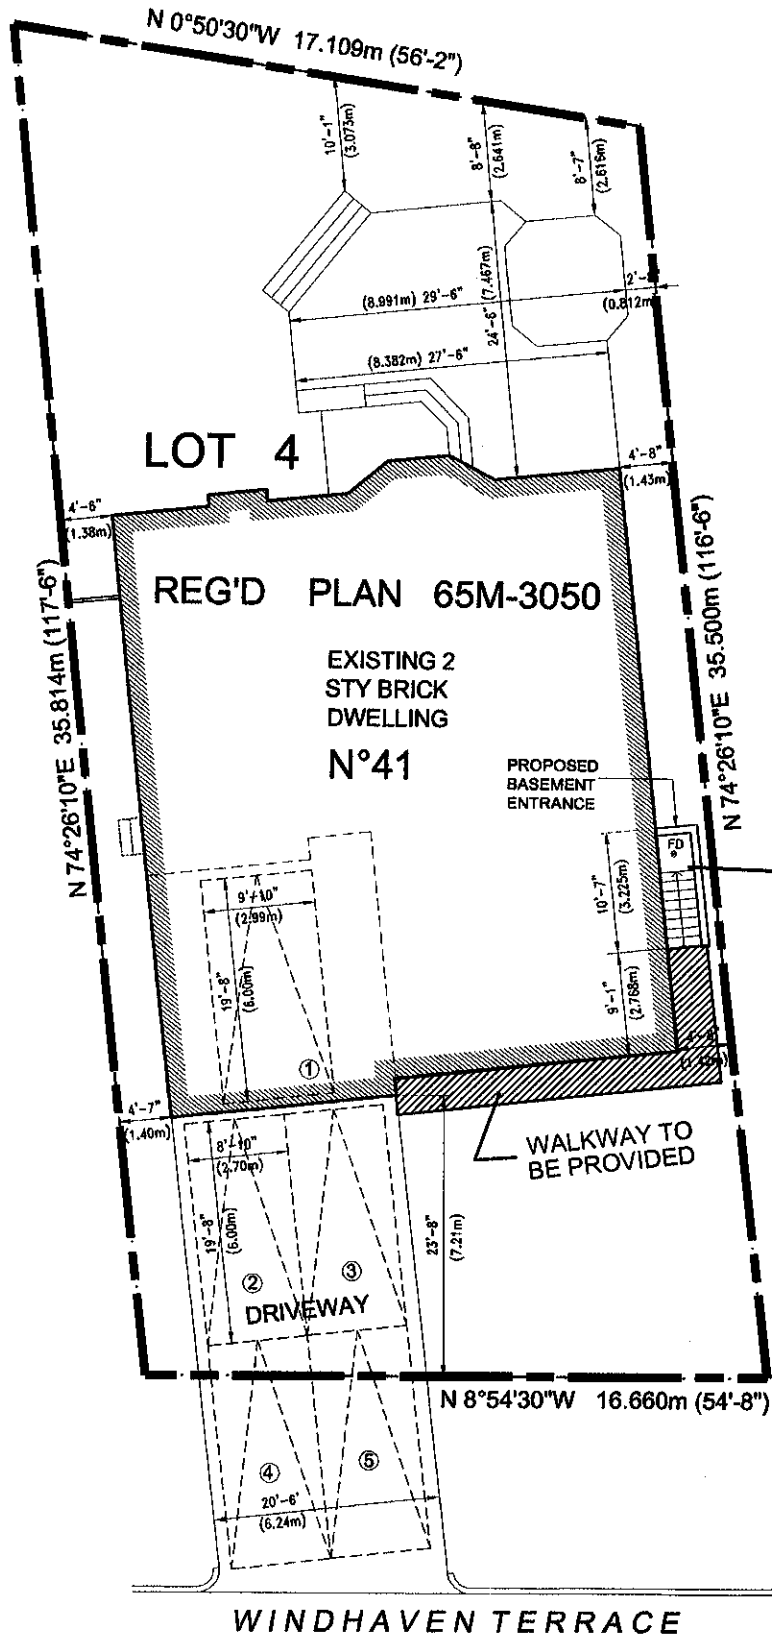 N 0°50'30"W 17.109m (56'-2")
10'-1"
(3.073m)
8'-8"
(2.641m)
8'-7"
(2.616m)
24'-6" (7.467m)
(8.991m) 29'-6"
(0.812m)
(8.382m) 27'-6"
LOT 4
4'-8"
(1.43m)
4'-6"
(1.38m)
REG'D PLAN 65M-3050
EXISTING 2
STY BRICK
DWELLING
N°41
N 74°26'10"E 35.814m (117'-6")
N 74°26'10"E 35.500m (116'-6")
PROPOSED
BASEMENT
ENTRANCE
FD
10'-7"
(3.225m)
9'-10"
(2.99m)
19'-8"
(6.00m)
9'-1"
(2.768m)
①
4'-7"
(1.40m)
WALKWAY TO
BE PROVIDED
8'-10"
(2.70m)
19'-8"
(6.00m)
23'-8"
(7.21m)
② ③
DRIVEWAY
N 8°54'30"W 16.660m (54'-8")
④ ⑤
20'-6'
(6.24m)
WINDHAVEN TERRACE